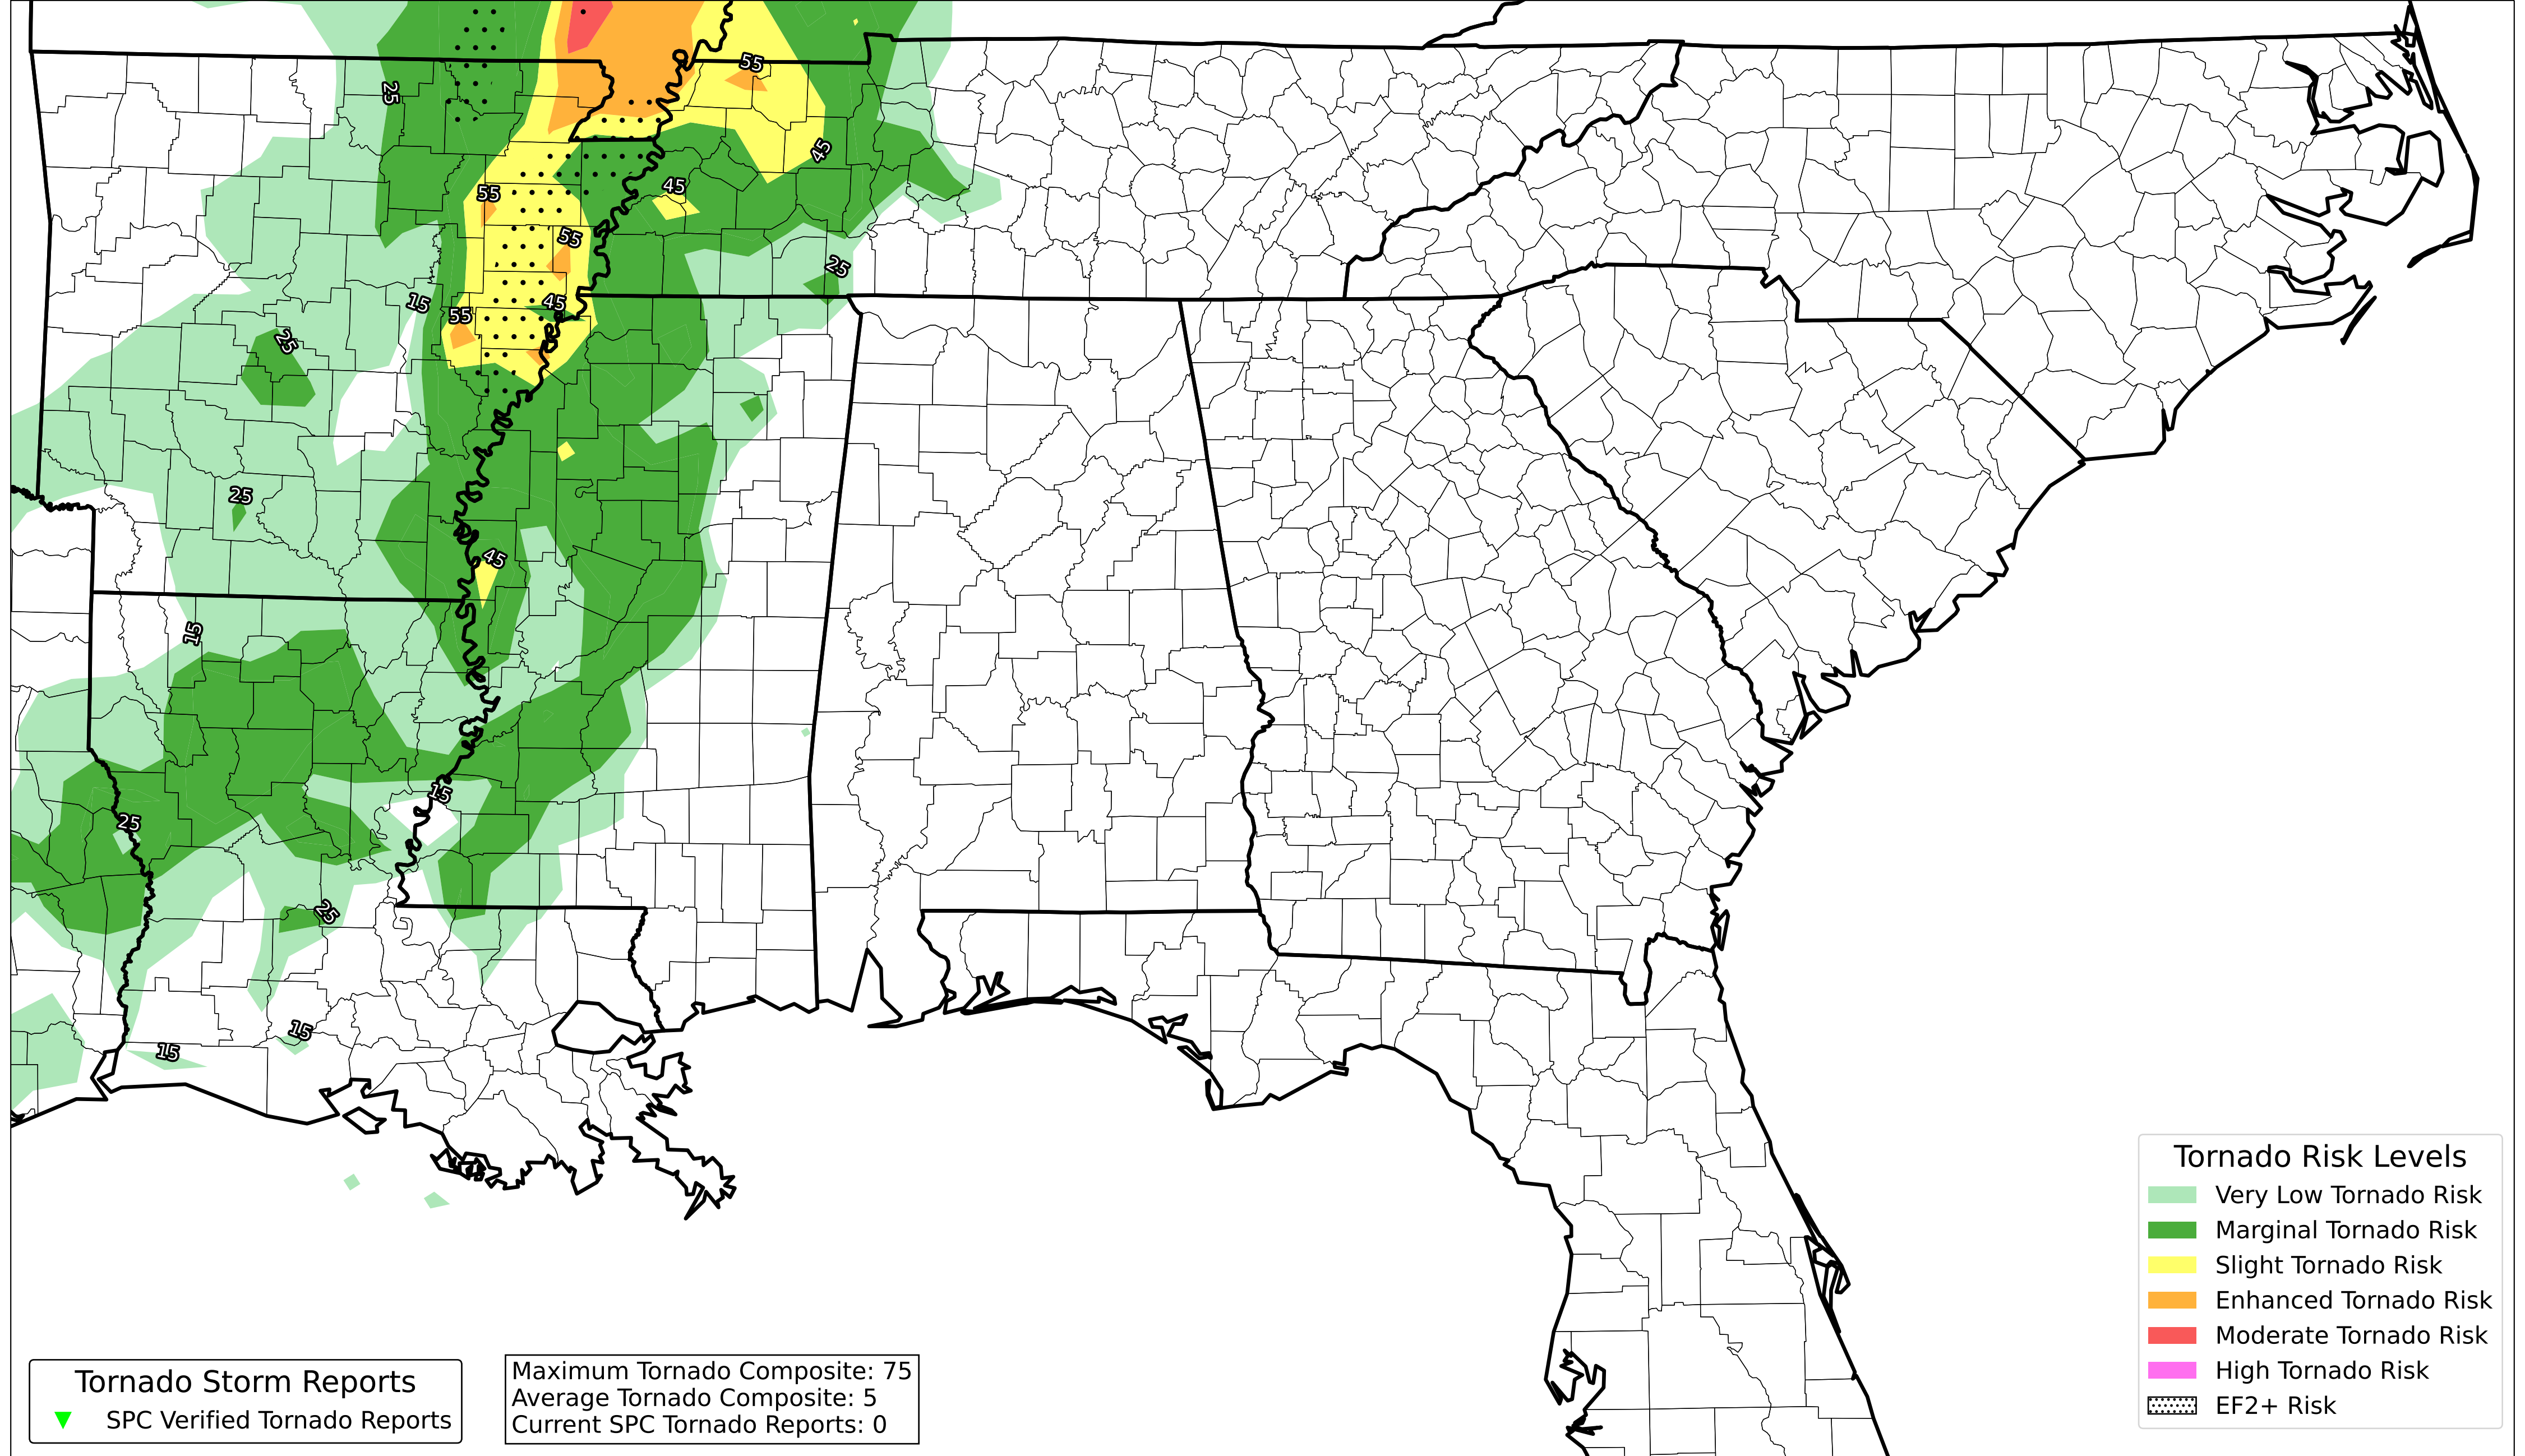 55
25
45
45
55
55
25
15
45
55
25
25
45
15
15
25
25
15
15
Tornado Risk Levels
Very Low Tornado Risk
Marginal Tornado Risk
Slight Tornado Risk
Enhanced Tornado Risk
Moderate Tornado Risk
High Tornado Risk
EF2+ Risk
Tornado Storm Reports
SPC Verified Tornado Reports
Maximum Tornado Composite: 75
Average Tornado Composite: 5
Current SPC Tornado Reports: 0